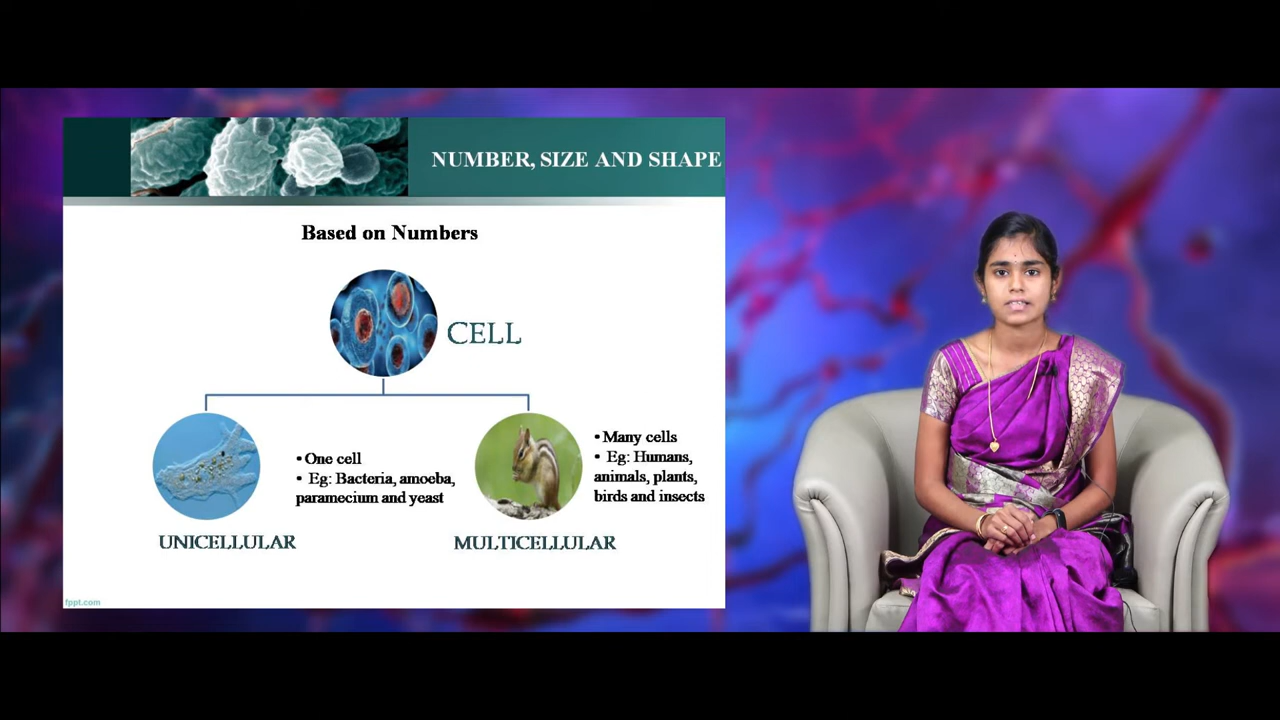 NUMBER, SIZE AND SHAPE
Based on Numbers
CELL
• One cell
• Eg: Bacteria, amoeba,
paramecium and yeast
UNICELLULAR
• Many cells
• Eg: Humans,
animals, plants,
birds and insects
MULTICELLULAR
fppt.com